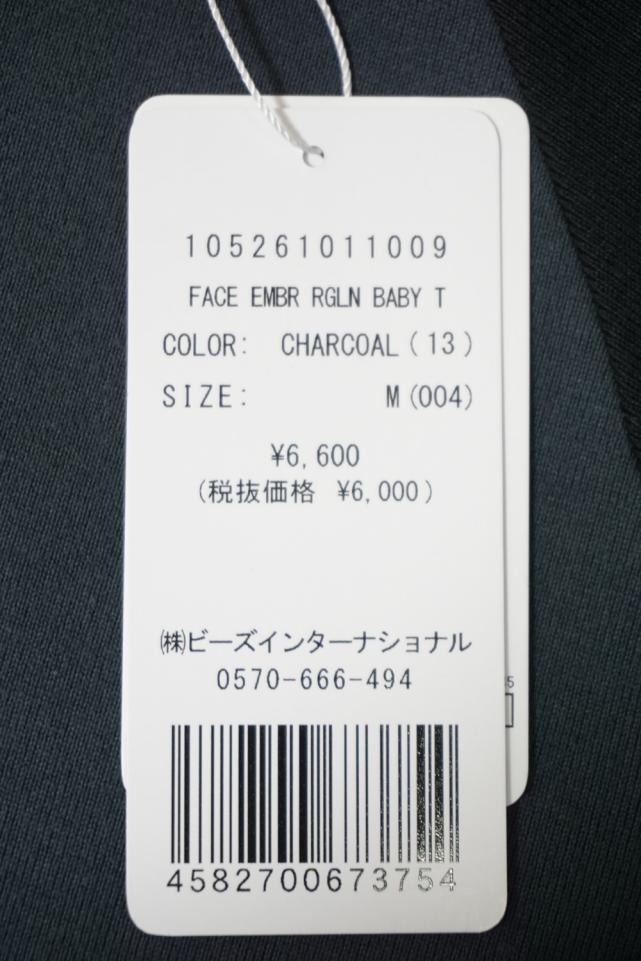 105261011009
FACE EMBR RGLN BABY T
COLOR: CHARCOAL(13)
SIZE: M(004)
¥6,600
(税抜価格 ¥6,000)
㈱ビーズインターナショナル
0570-666-494
5
4582700673754